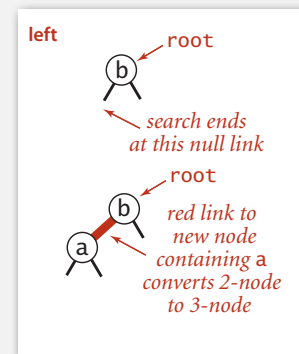 left
root
b
search ends
at this null link
root
b
red link to
new node
containing a
converts 2-node
to 3-node
a